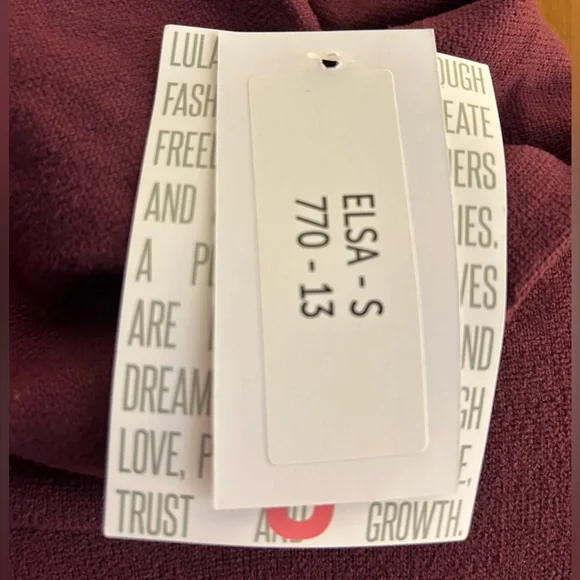 LULA OUGH
FASH EATE
FREE ERS
AND IES.
A P VES
ARE ND
DREAM GH
LOVE, P E,
TRUST AND GROWTH.
ELSA - S
770 - 13